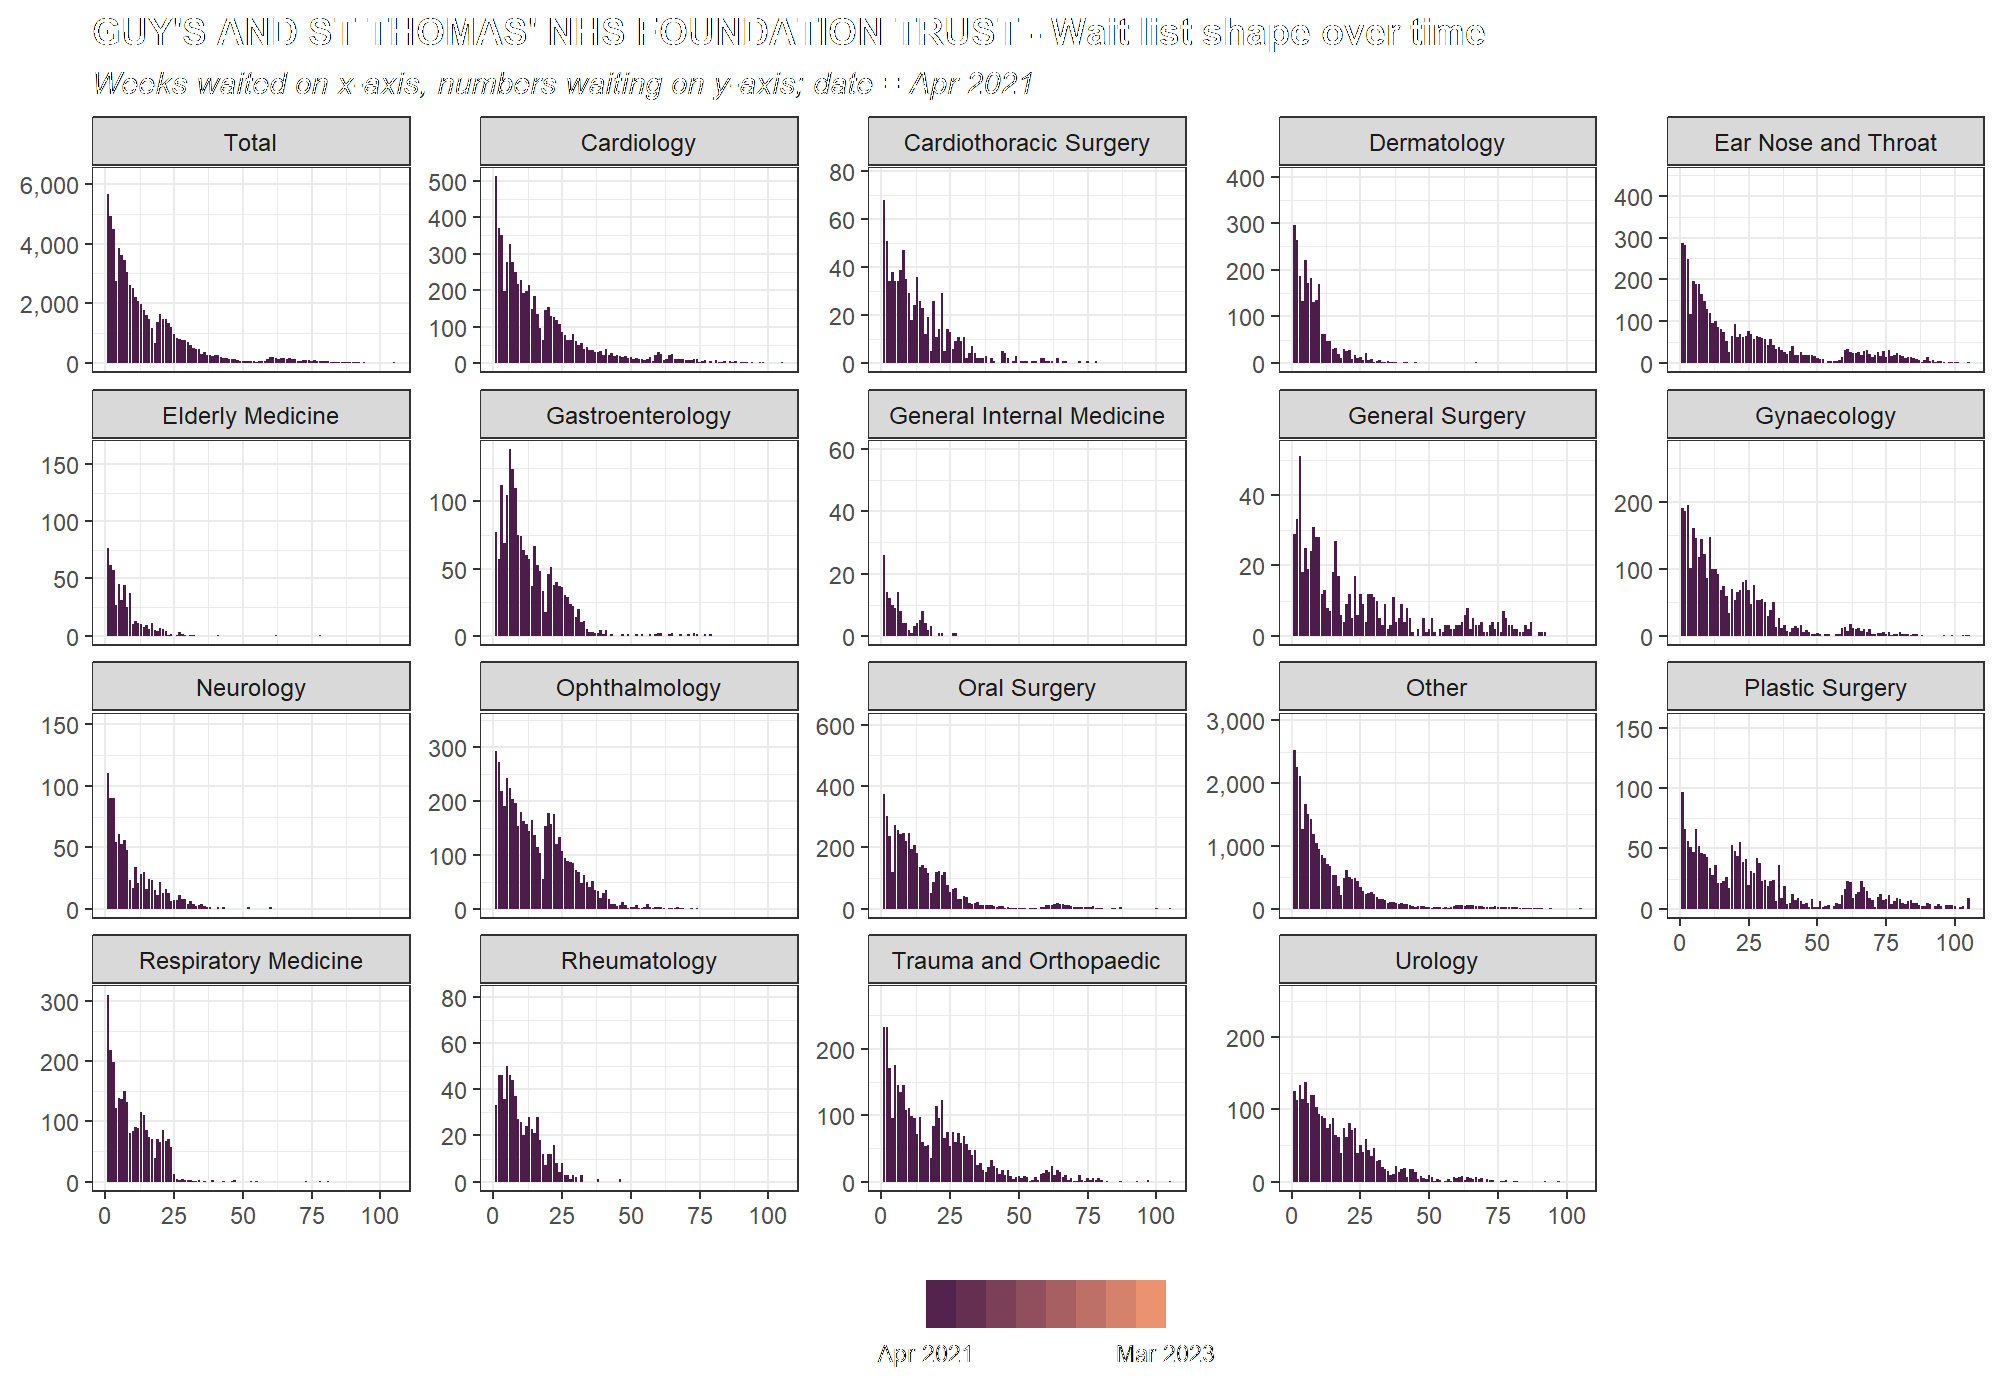 GUY'S AND ST THOMAS' NHS FOUNDATION TRUST - Wait list shape over time
Weeks waited on x-axis, numbers waiting on y-axis; date = Apr 2021
Total
Cardiology
Cardiothoracic Surgery
Dermatology
Ear Nose and Throat
6,000
4,000
2,000
0
500
400
300
200
100
0
80
60
40
20
0
400
300
200
100
0
400
300
200
100
0
Elderly Medicine
Gastroenterology
General Internal Medicine
General Surgery
Gynaecology
150
100
50
0
100
50
0
60
40
20
0
40
20
0
200
100
0
Neurology
Ophthalmology
Oral Surgery
Other
Plastic Surgery
150
100
50
0
300
200
100
0
600
400
200
0
3,000
2,000
1,000
0
150
100
50
0
0 25 50 75 100
Respiratory Medicine
Rheumatology
Trauma and Orthopaedic
Urology
300
200
100
0
80
60
40
20
0
200
100
0
200
100
0
0 25 50 75 100
0 25 50 75 100
0 25 50 75 100
0 25 50 75 100
Apr 2021
Mar 2023